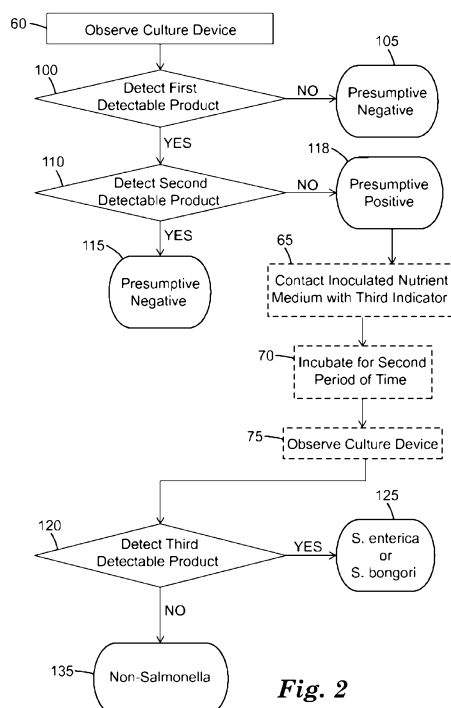 60
Observe Culture Device
100
Detect First
Detectable Product
NO
105
Presumptive
Negative
YES
110
Detect Second
Detectable Product
NO
118
Presumptive
Positive
YES
115
Presumptive
Negative
65
Contact Inoculated Nutrient
Medium with Third Indicator
70
Incubate for Second
Period of Time
75
Observe Culture Device
120
Detect Third
Detectable Product
YES
125
S. enterica
or
S. bongori
NO
135
Non-Salmonella
Fig. 2